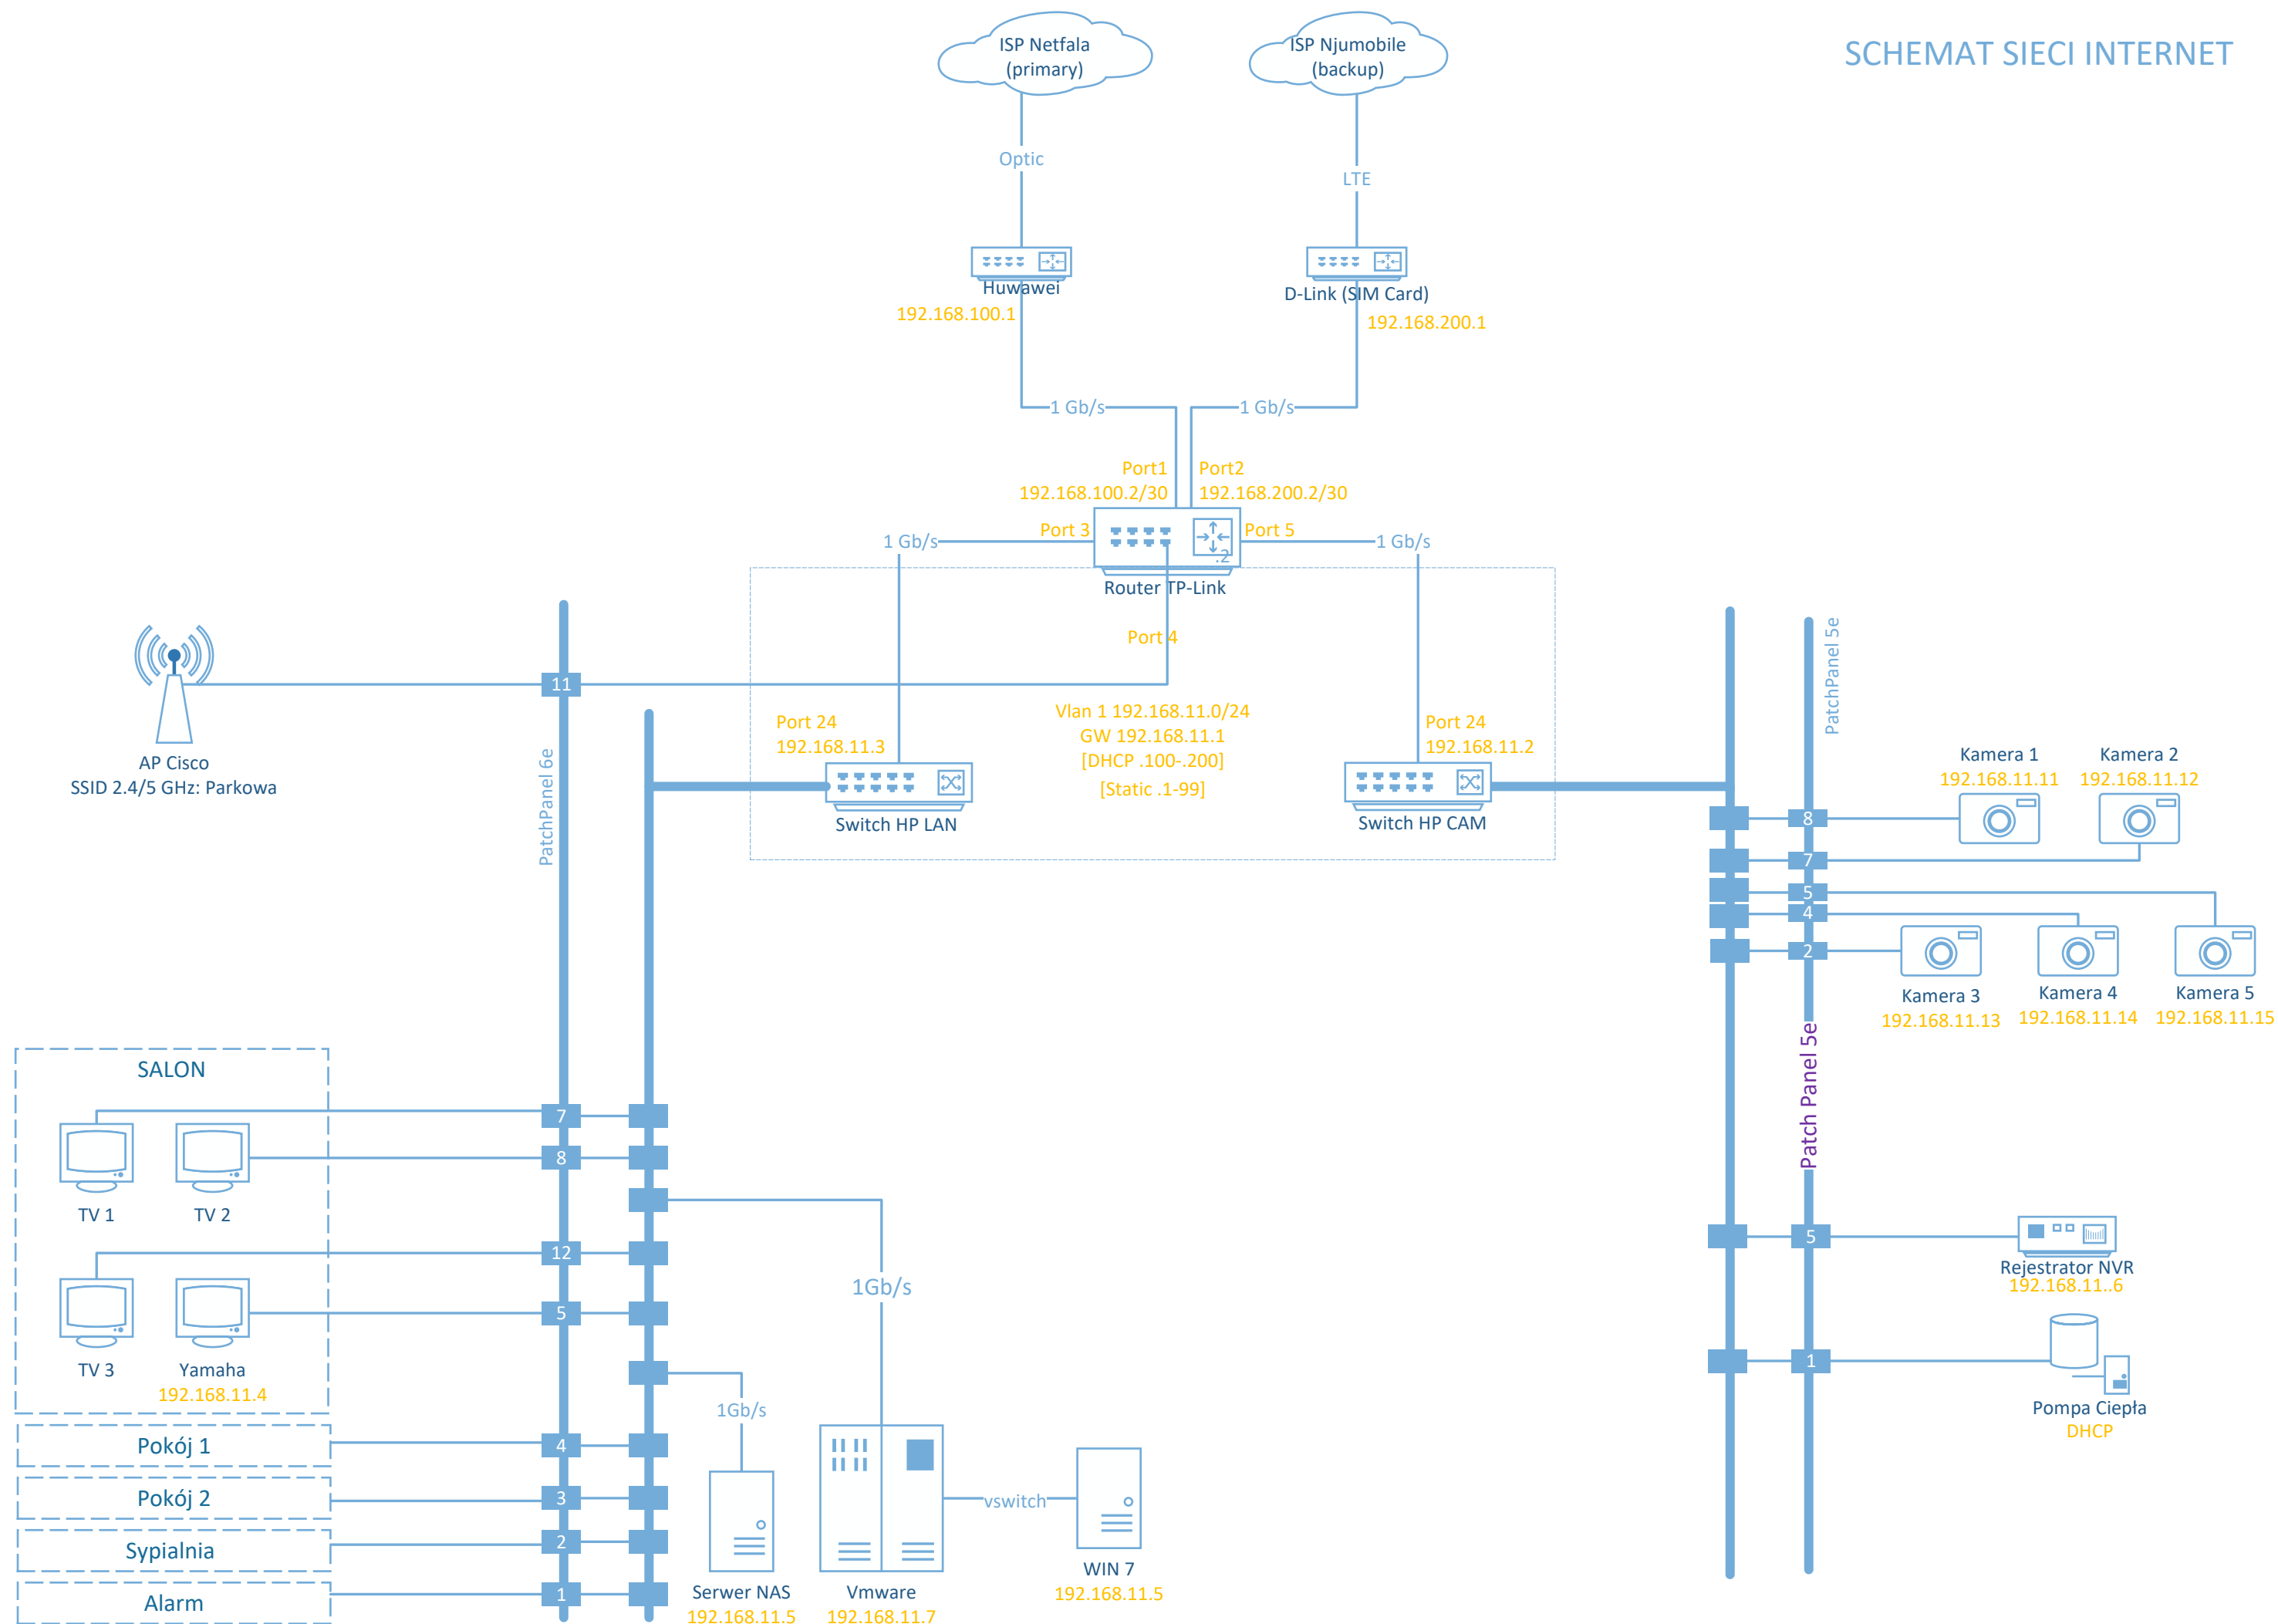 SCHEMAT SIECI INTERNET
ISP Netfala
(primary)
ISP Njumobile
(backup)
Optic
LTE
Huwawei
192.168.100.1
D-Link (SIM Card)
192.168.200.1
1 Gb/s
1 Gb/s
Port1
192.168.100.2/30
Port2
192.168.200.2/30
Port 3
Port 5
1 Gb/s
1 Gb/s
.2
Router TP-Link
Port 4
11
AP Cisco
SSID 2.4/5 GHz: Parkowa
PatchPanel 6e
Port 24
192.168.11.3
Switch HP LAN
Vlan 1 192.168.11.0/24
GW 192.168.11.1
[DHCP .100-.200]
[Static .1-99]
Port 24
192.168.11.2
Switch HP CAM
PatchPanel 5e
Kamera 1
192.168.11.11
Kamera 2
192.168.11.12
8
7
5
4
2
Kamera 3
192.168.11.13
Kamera 4
192.168.11.14
Kamera 5
192.168.11.15
Patch Panel 5e
SALON
TV 1
TV 2
7
8
12
5
TV 3
Yamaha
192.168.11.4
1Gb/s
1Gb/s
5
Rejestrator NVR
192.168.11..6
1
Pompa Ciepła
DHCP
Pokój 1
4
Pokój 2
3
Sypialnia
2
Alarm
1
Serwer NAS
192.168.11.5
Vmware
192.168.11.7
vswitch
WIN 7
192.168.11.5